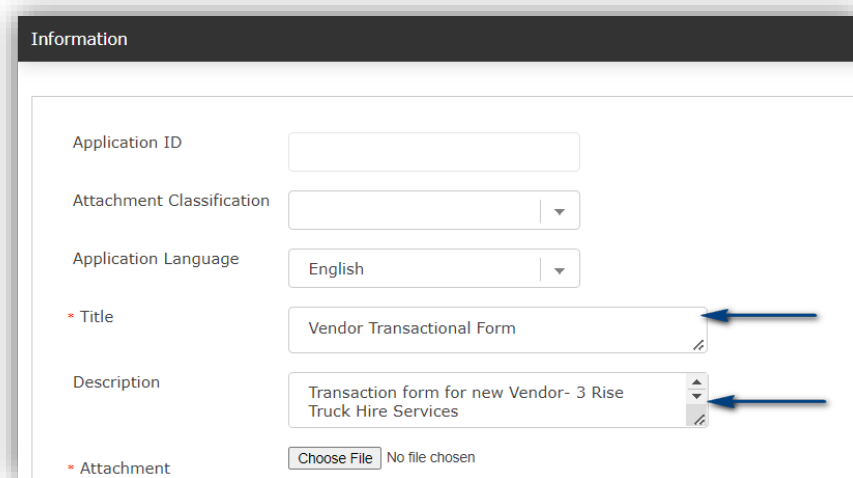 Information
Application ID
Attachment Classification
Application Language
English
* Title
Vendor Transactional Form
Description
Transaction form for new Vendor- 3 Rise
Truck Hire Services
* Attachment
Choose File No file chosen